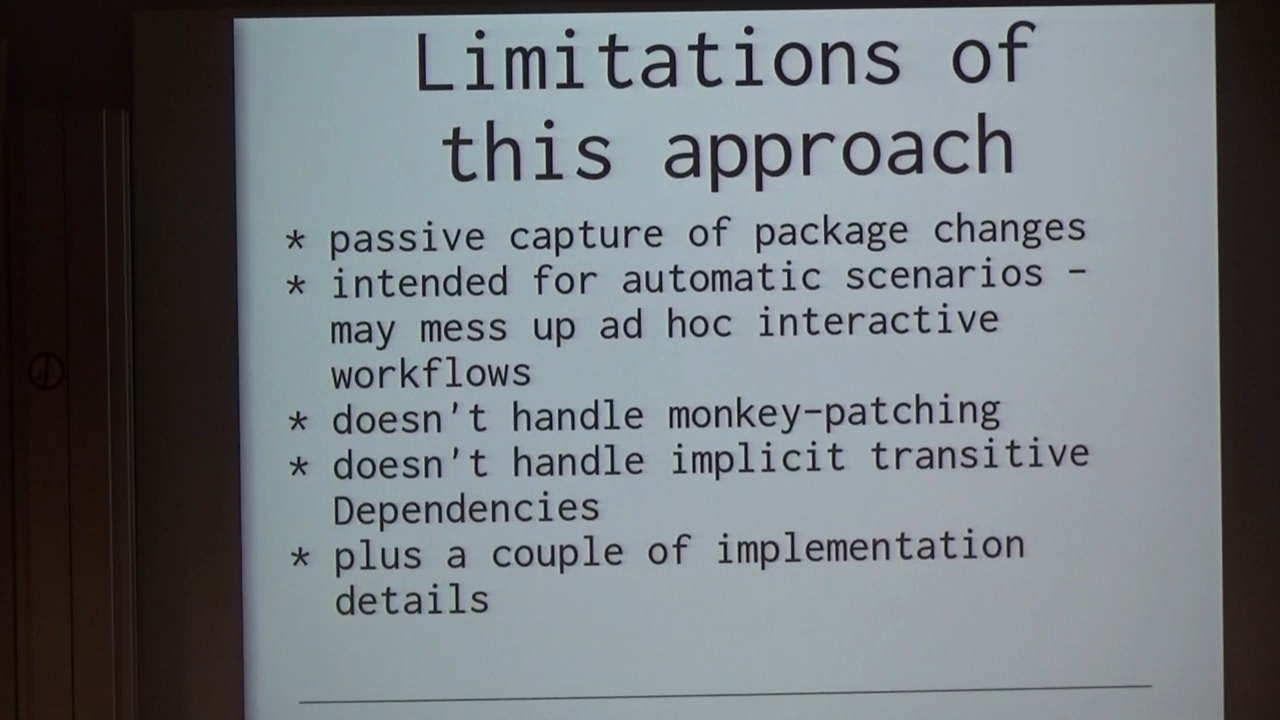 Limitations of
this approach
* passive capture of package changes
* intended for automatic scenarios -
may mess up ad hoc interactive
workflows
* doesn't handle monkey-patching
* doesn't handle implicit transitive
Dependencies
* plus a couple of implementation
details